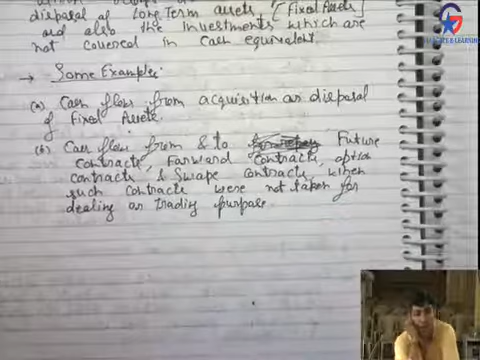 disposal of Long Term assets [Fixed Assets]
and also the Investments which are
not covered in Cash equivalent.
→ Some Examples
(a) Cash flow from acquisition or disposal
of Fixed Assets.
(b) Cash flow from & to Future
contracts, Forward contracts, option
contracts & Swaps contracts, when
such contracts were not taken for
dealing or trading purpose.